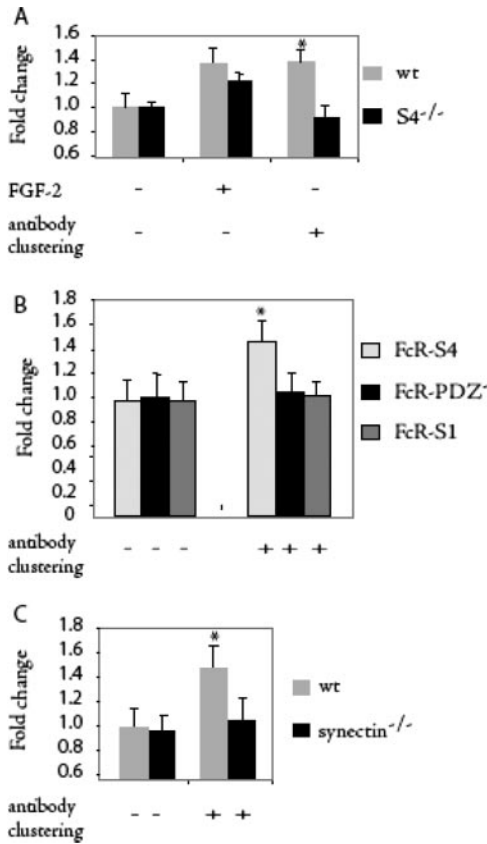 A
Fold change
1.6
1.4
1.2
1.0
0.8
0.6
*
wt
S4-/-
FGF-2 - + -
antibody clustering - - +
B
Fold change
1.8
1.6
1.4
1.2
1.0
0.8
0.6
0.4
0.2
0
*
FcR-S4
FcR-PDZ-
FcR-S1
antibody clustering - - - + + +
C
Fold change
1.8
1.6
1.4
1.2
1.0
0.8
0.6
*
wt
synectin-/-
antibody clustering - - + +